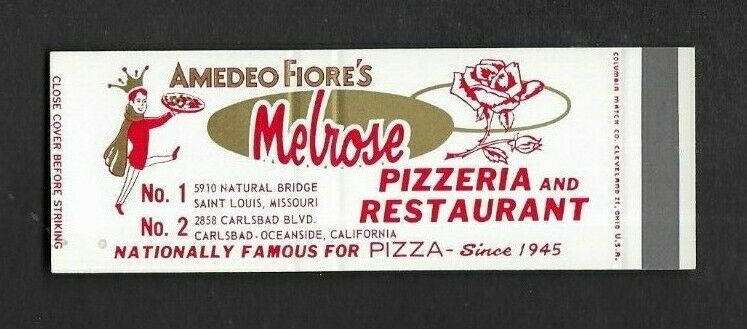 CLOSE COVER BEFORE STRIKING
AMEDEO FIORE'S
Melrose
PIZZERIA AND
RESTAURANT
No. 1 5910 NATURAL BRIDGE
SAINT LOUIS, MISSOURI
No. 2 2858 CARLSBAD BLVD.
CARLSBAD - OCEANSIDE, CALIFORNIA
NATIONALLY FAMOUS FOR PIZZA - Since 1945
COLUMBIA MATCH CO. CLEVELAND 21, OHIO U.S.A.